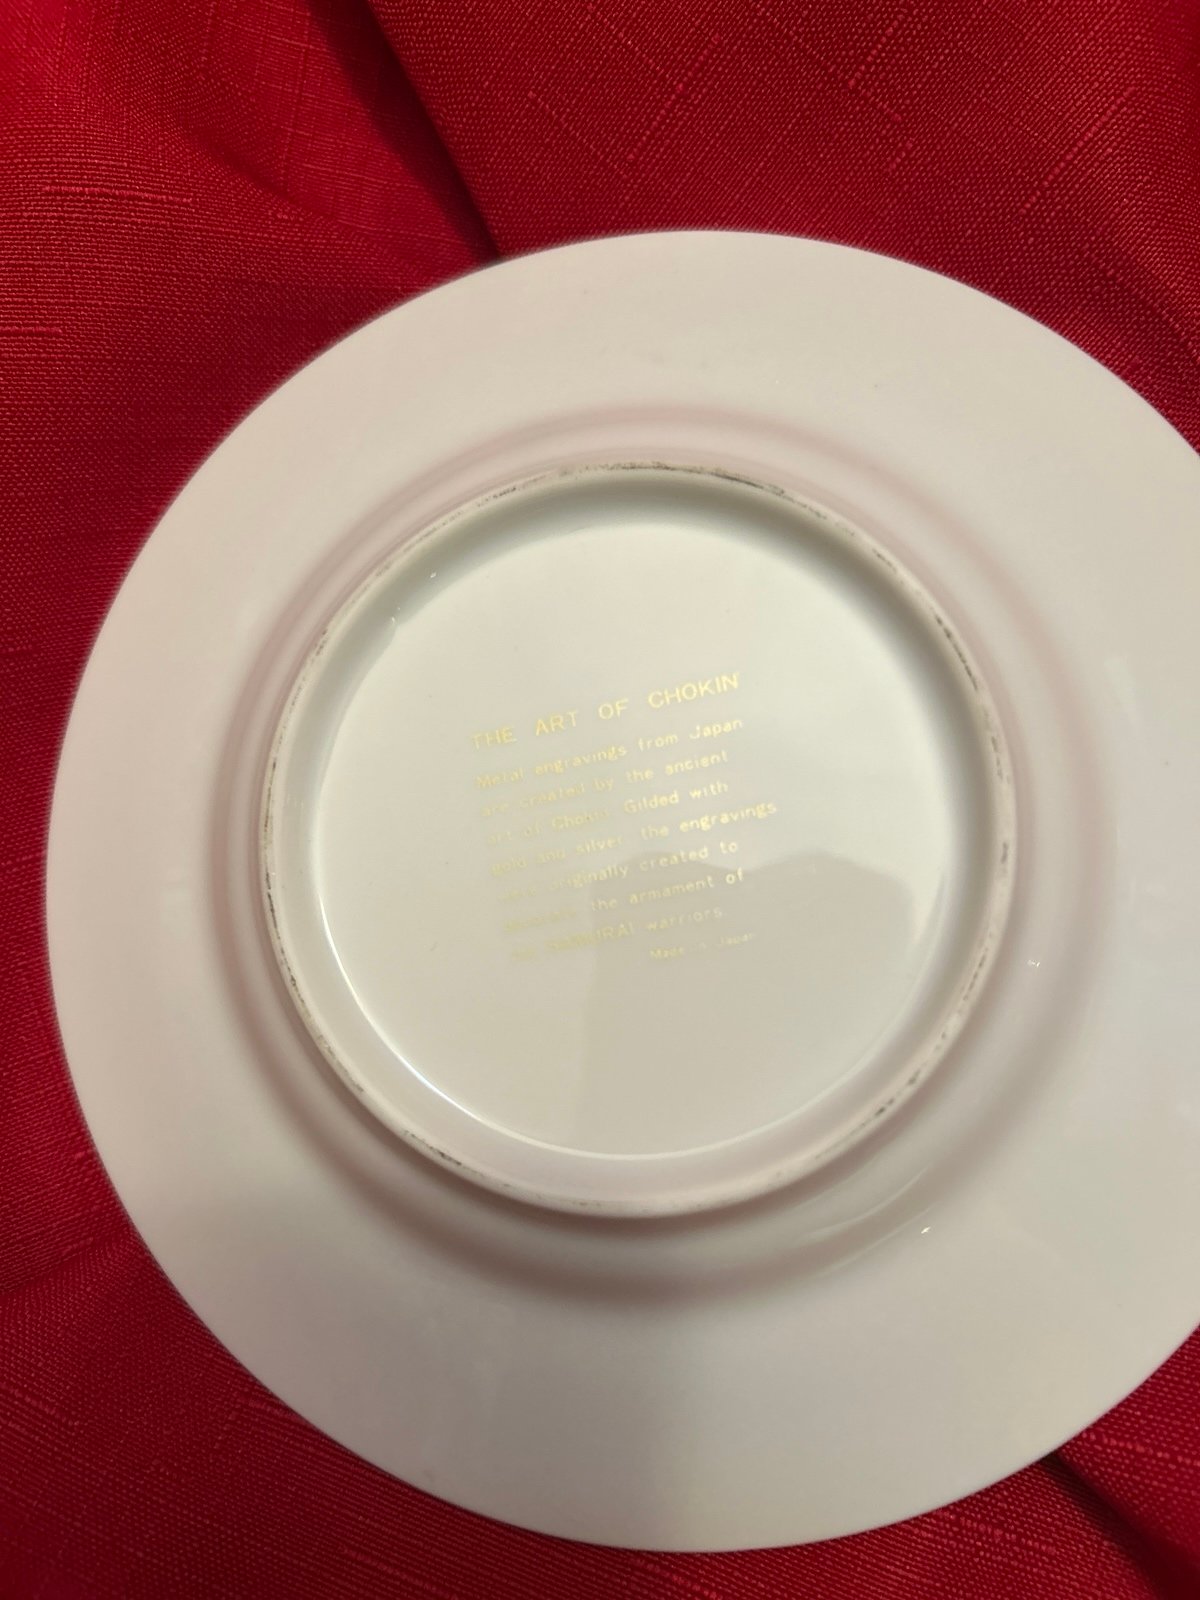 THE ART OF CHOKIN
Metal engravings from Japan
are created by the ancient
art of Chokin. Gilded with
gold and silver, the engravings
were originally created to
decorate the armament of
SAMURAI warriors.
Made in Japan